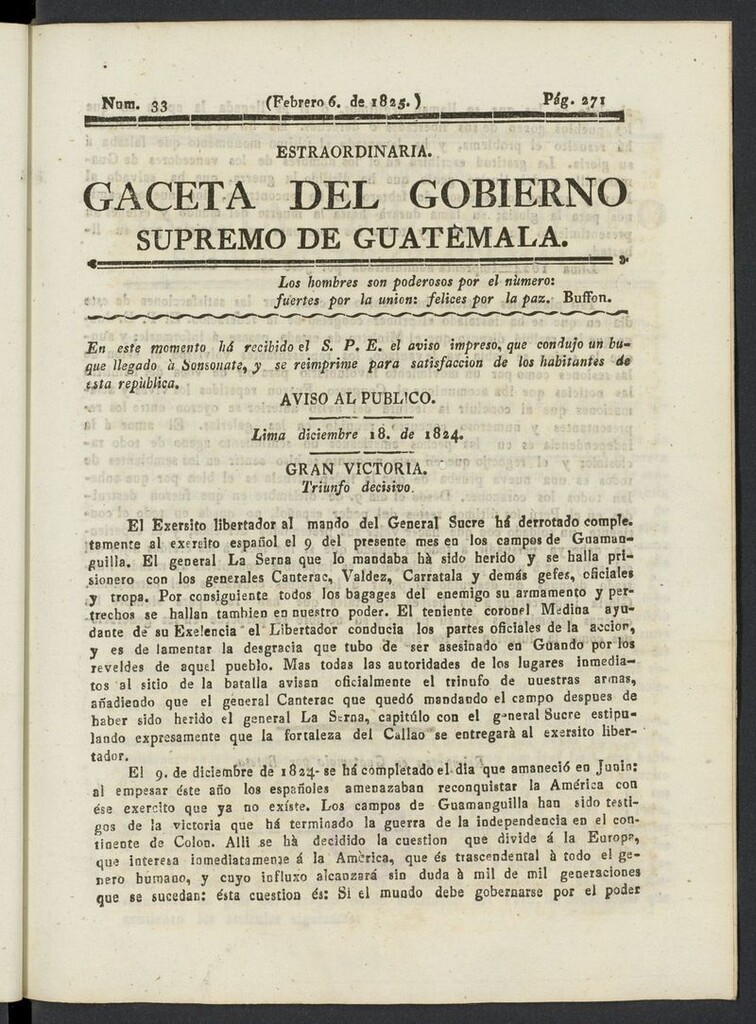 Num. 33 (Febrero 6. de 1825.) Pág. 271
ESTRAORDINARIA.
GACETA DEL GOBIERNO
SUPREMO DE GUATÉMALA.
Los hombres son poderosos por el nùmero:
fuertes por la union: felices por la paz. Buffon.
En este momento há recibido el S. P. E. el aviso impreso, que condujo un bu-
que llegado à Sonsonate, y se reimprime para satisfaccion de los habitantes de
esta repùblica.
AVISO AL PUBLICO.
Lima diciembre 18. de 1824.
GRAN VICTORIA.
Triunfo decisivo.
El Exersito libertador al mando del General Sucre há derrotado comple.
tamente al exersito español el 9 del presente mes en los campos de Guaman-
guilla. El general La Serna que lo mandaba hà sido herido y se halla pri-
sionero con los generales Canterac, Valdez, Carratala y demás gefes, oficiales
y tropa. Por consiguiente todos los bagages del enemigo su armamento y per-
trechos se hallan tambien en nuestro poder. El teniente coronel Medina ayu-
dante de su Exelencia el Libertador conducia los partes oficiales de la accion,
y es de lamentar la desgracia que tubo de ser asesinado en Guando por los
reveldes de aquel pueblo. Mas todas las autoridades de los lugares inmedia-
tos al sitio de la batalla avisan oficialmente el triunfo de nuestras armas,
añadiendo que el general Canterac que quedó mandando el campo despues de
haber sido herido el general La Serna, capitúlo con el general Sucre estipu-
lando expresamente que la fortaleza del Callao se entregarà al exersito liber-
tador.
El 9. de diciembre de 1824- se há completado el dia que amaneció en Junin:
al empesar éste año los españoles amenazaban reconquistar la América con
ése exercito que ya no exîste. Los campos de Guamanguilla han sido testi-
gos de la victoria que há terminado la guerra de la independencia en el con-
tinente de Colon. Alli se hà decidido la cuestion que divide á la Europa,
que interesa inmediatamente á la Amèrica, que és trascendental à todo el ge-
nero humano, y cuyo influxo alcanzará sin duda à mil de mil generaciones
que se sucedan: ésta cuestion és: Si el mundo debe gobernarse por el poder